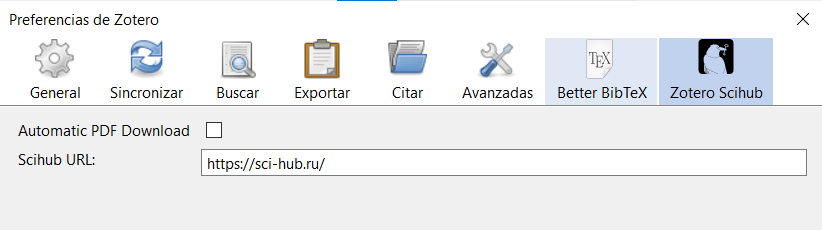 Preferencias de Zotero
TEX
General Sincronizar Buscar Exportar Citar Avanzadas Better BibTeX Zotero Scihub
Automatic PDF Download
Scihub URL: https://sci-hub.ru/